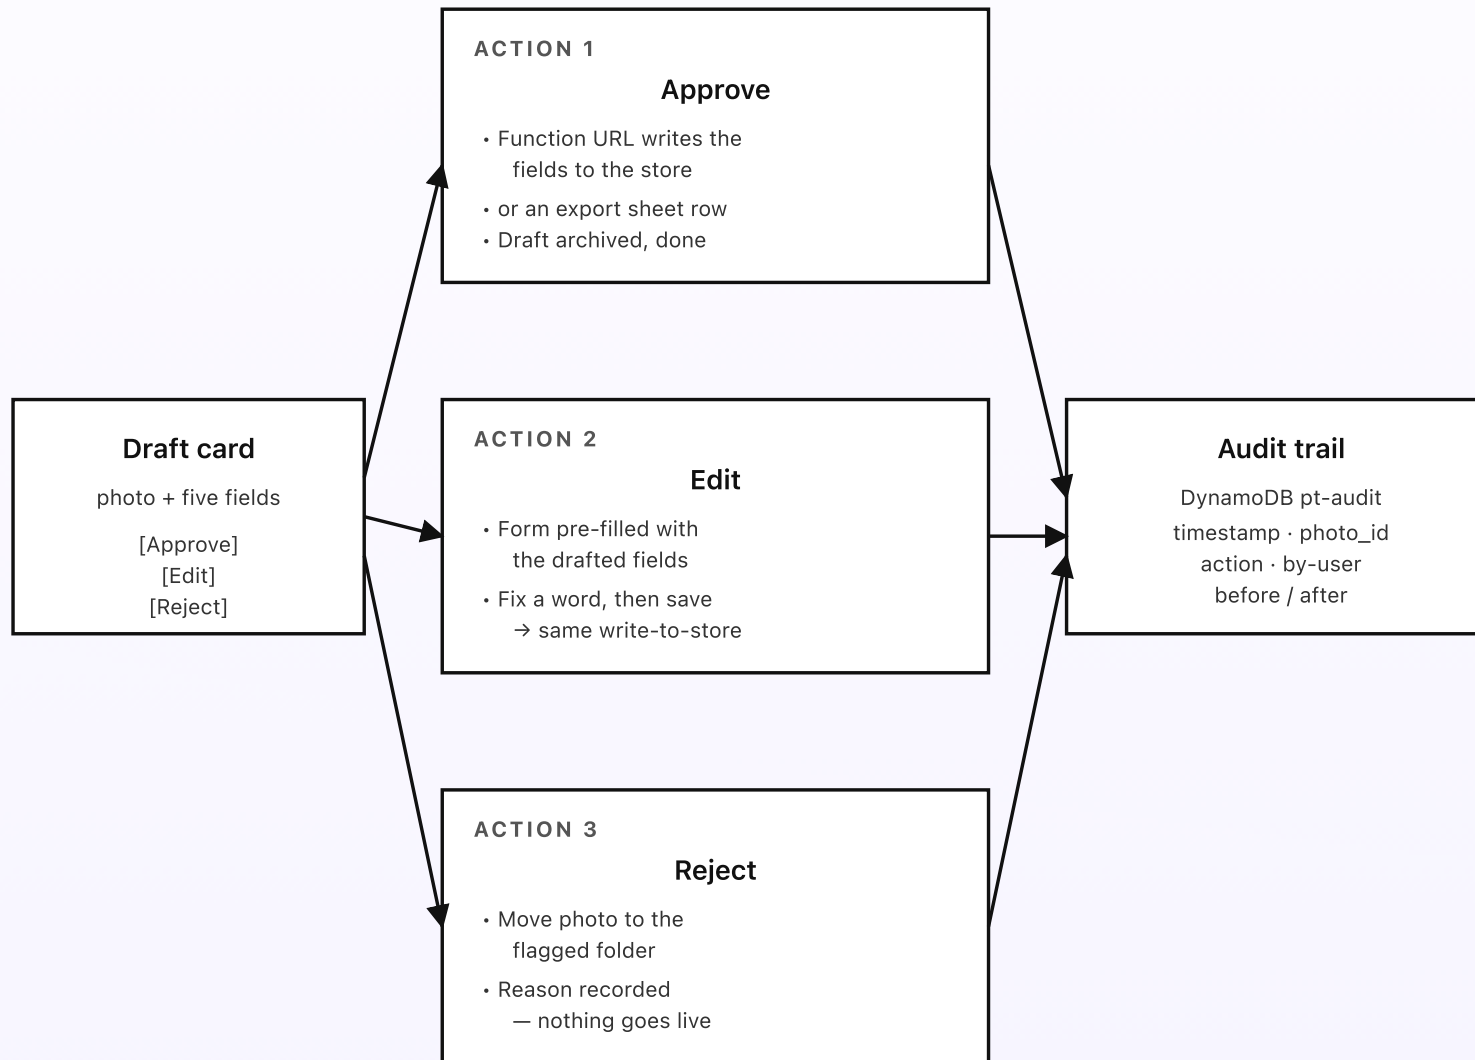 Draft card
photo + five fields
[Approve]
[Edit]
[Reject]
ACTION 1
Approve
• Function URL writes the
fields to the store
• or an export sheet row
• Draft archived, done
ACTION 2
Edit
• Form pre-filled with
the drafted fields
• Fix a word, then save
→ same write-to-store
ACTION 3
Reject
• Move photo to the
flagged folder
• Reason recorded
— nothing goes live
Audit trail
DynamoDB pt-audit
timestamp · photo_id
action · by-user
before / after